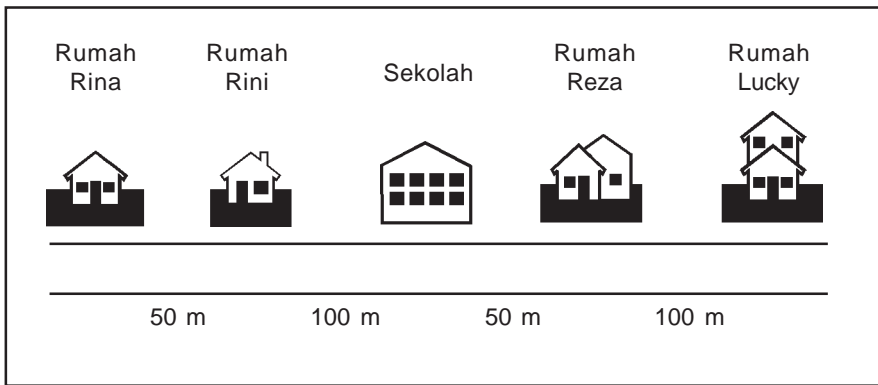 Rumah
Rina
Rumah
Rini
Sekolah
Rumah
Reza
Rumah
Lucky
50 m
100 m
50 m
100 m